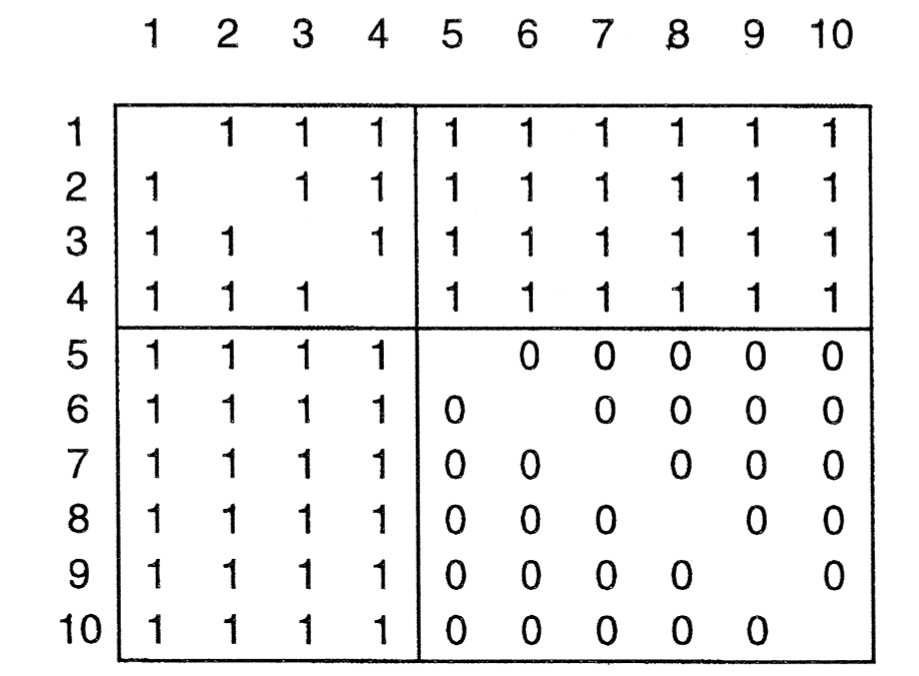 1 2 3 4 5 6 7 8 9 10
1 1 1 1 1 1 1 1 1 1
2 1 1 1 1 1 1 1 1 1
3 1 1 1 1 1 1 1 1 1
4 1 1 1 1 1 1 1 1 1
5 1 1 1 1 0 0 0 0 0
6 1 1 1 1 0 0 0 0 0
7 1 1 1 1 0 0 0 0 0
8 1 1 1 1 0 0 0 0 0
9 1 1 1 1 0 0 0 0 0
10 1 1 1 1 0 0 0 0 0